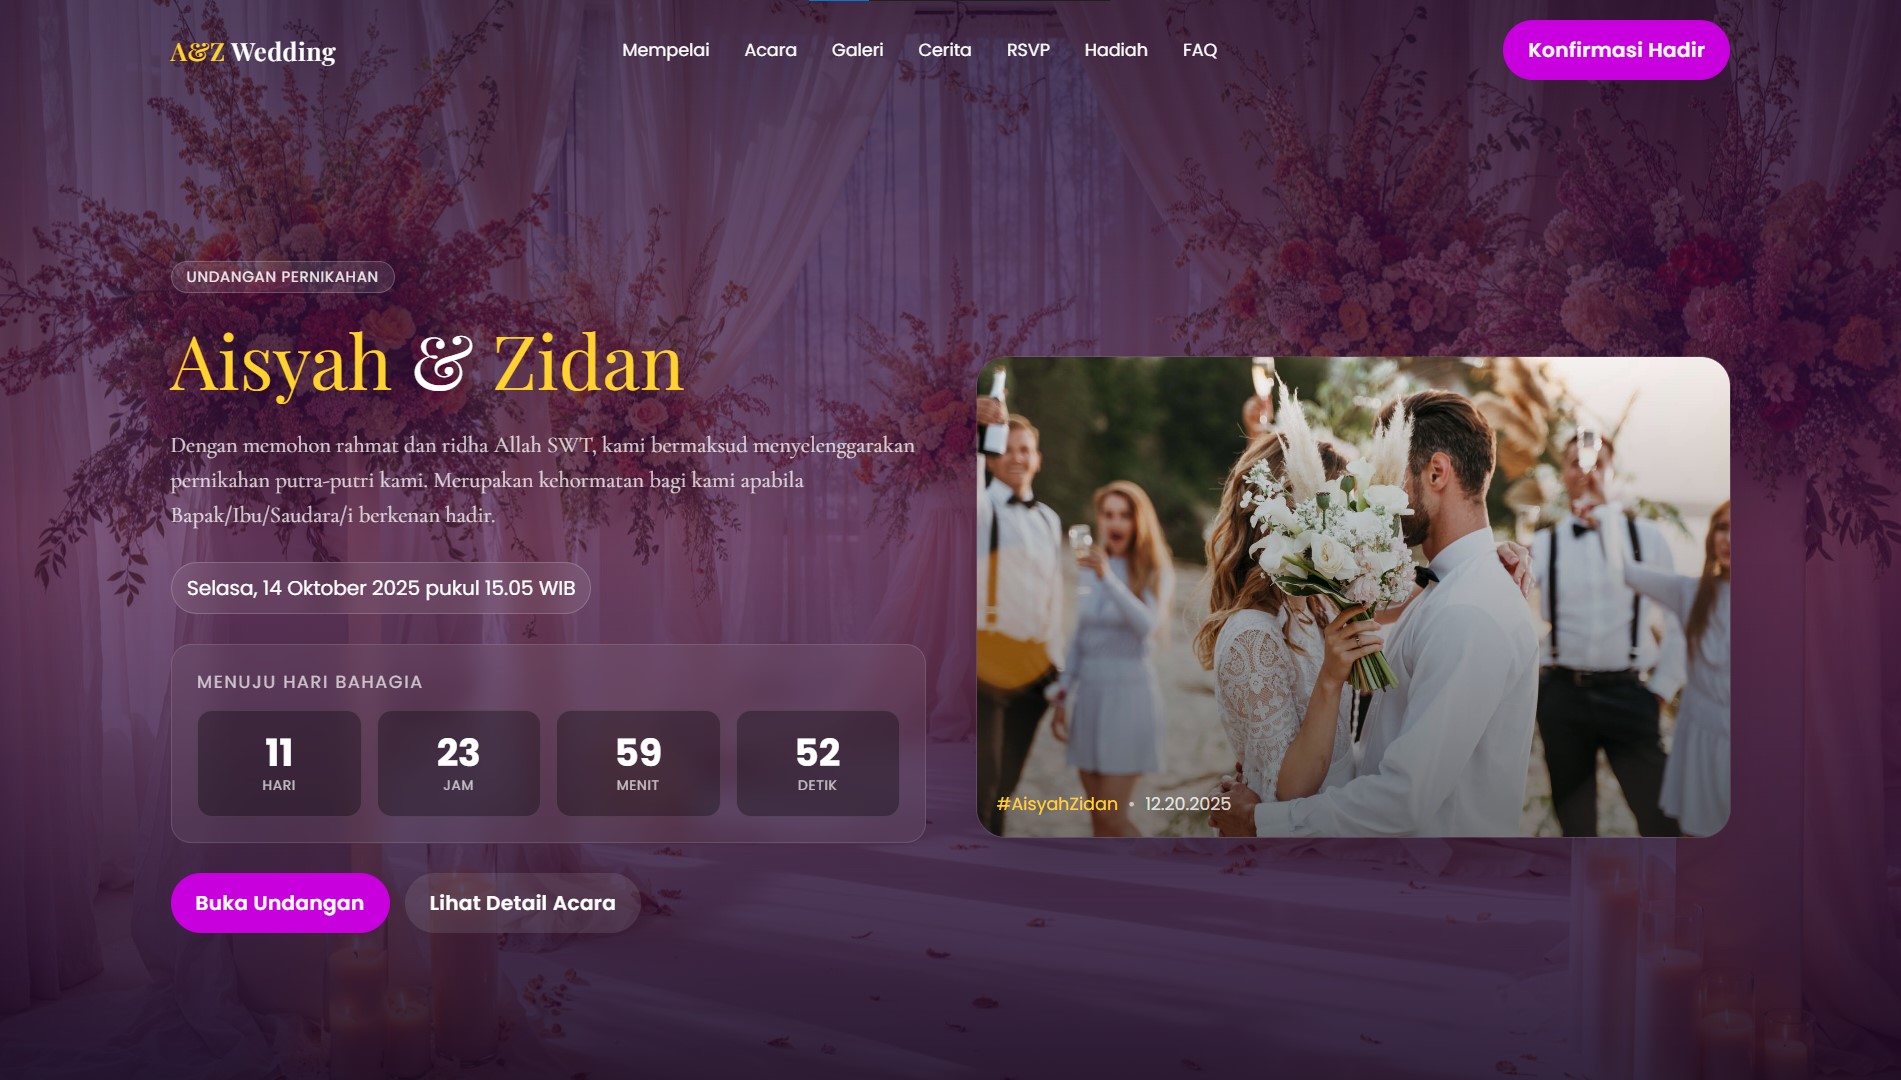 A&Z Wedding
Mempelai
Acara
Galeri
Cerita
RSVP
Hadiah
FAQ
Konfirmasi Hadir
UNDANGAN PERNIKAHAN
Aisyah & Zidan
Dengan memohon rahmat dan ridha Allah SWT, kami bermaksud menyelenggarakan
pernikahan putra-putri kami. Merupakan kehormatan bagi kami apabila
Bapak/Ibu/Saudara/i berkenan hadir.
Selasa, 14 Oktober 2025 pukul 15.05 WIB
MENUJU HARI BAHAGIA
11
HARI
23
JAM
59
MENIT
52
DETIK
Buka Undangan
Lihat Detail Acara
#AisyahZidan • 12.20.2025